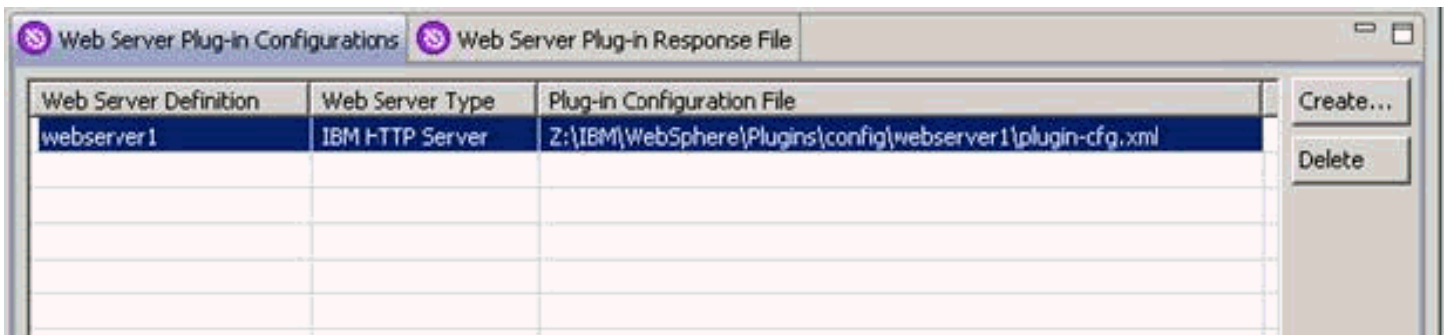 Web Server Plug-in Configurations Web Server Plug-in Response File
Web Server Definition Web Server Type Plug-in Configuration File Create...
webserver1 IBM HTTP Server Z:\IBM\WebSphere\Plugins\config\webserver1\plugin-cfg.xml
Delete